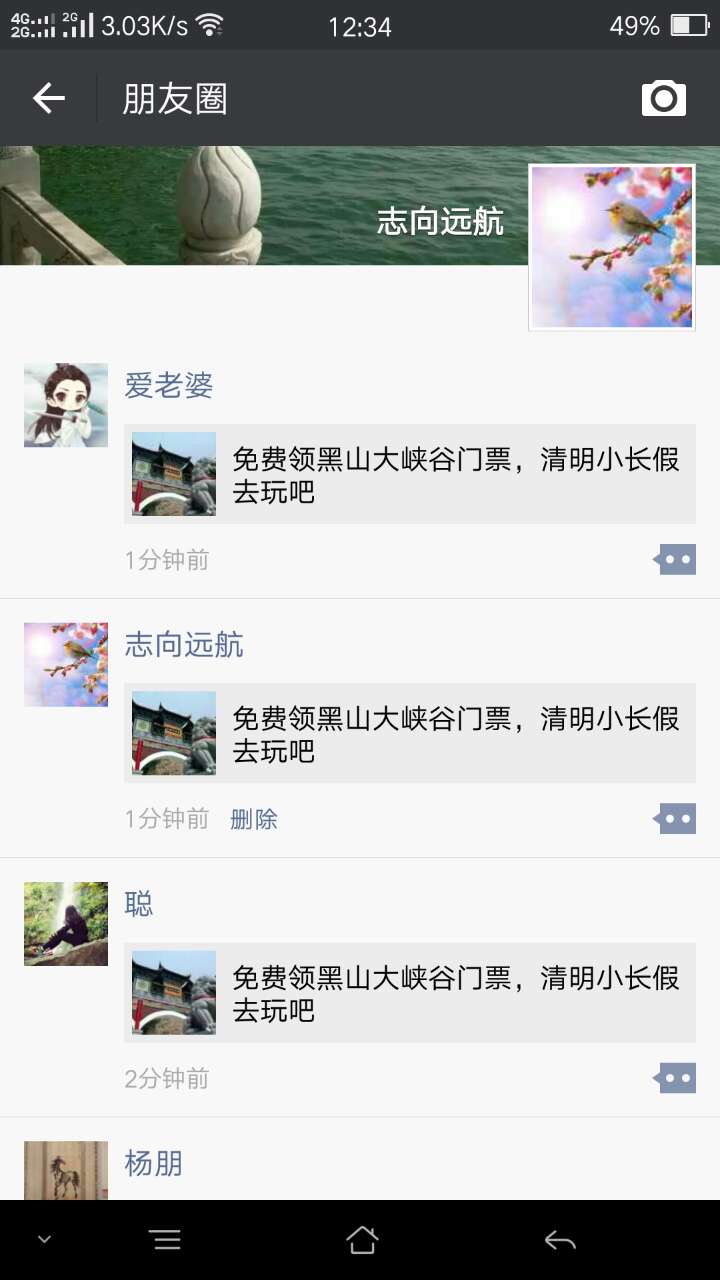 4G 2G 2G 3.03K/s 12:34 49%
朋友圈
志向远航
爱老婆
免费领黑山大峡谷门票，清明小长假
去玩吧
1分钟前
志向远航
免费领黑山大峡谷门票，清明小长假
去玩吧
1分钟前 删除
聪
免费领黑山大峡谷门票，清明小长假
去玩吧
2分钟前
杨朋